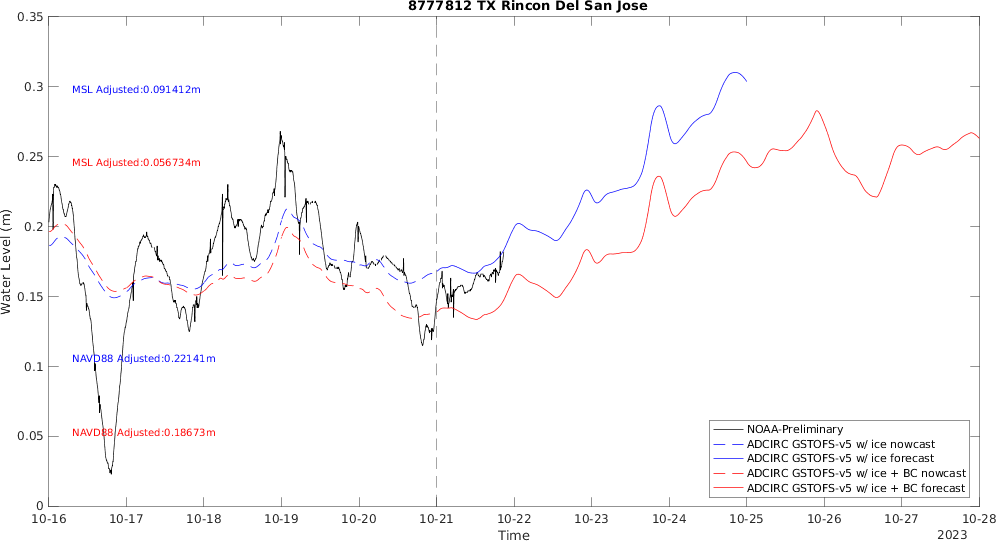 8777812 TX Rincon Del San Jose
Water Level (m)
0.35
0.3
0.25
0.2
0.15
0.1
0.05
0
MSL Adjusted:0.091412m
MSL Adjusted:0.056734m
NAVD88 Adjusted:0.22141m
NAVD88 Adjusted:0.18673m
NOAA-Preliminary
ADCIRC GSTOFS-v5 w/ ice nowcast
ADCIRC GSTOFS-v5 w/ ice forecast
ADCIRC GSTOFS-v5 w/ ice + BC nowcast
ADCIRC GSTOFS-v5 w/ ice + BC forecast
10-16 10-17 10-18 10-19 10-20 10-21 10-22 10-23 10-24 10-25 10-26 10-27 10-28
Time
2023